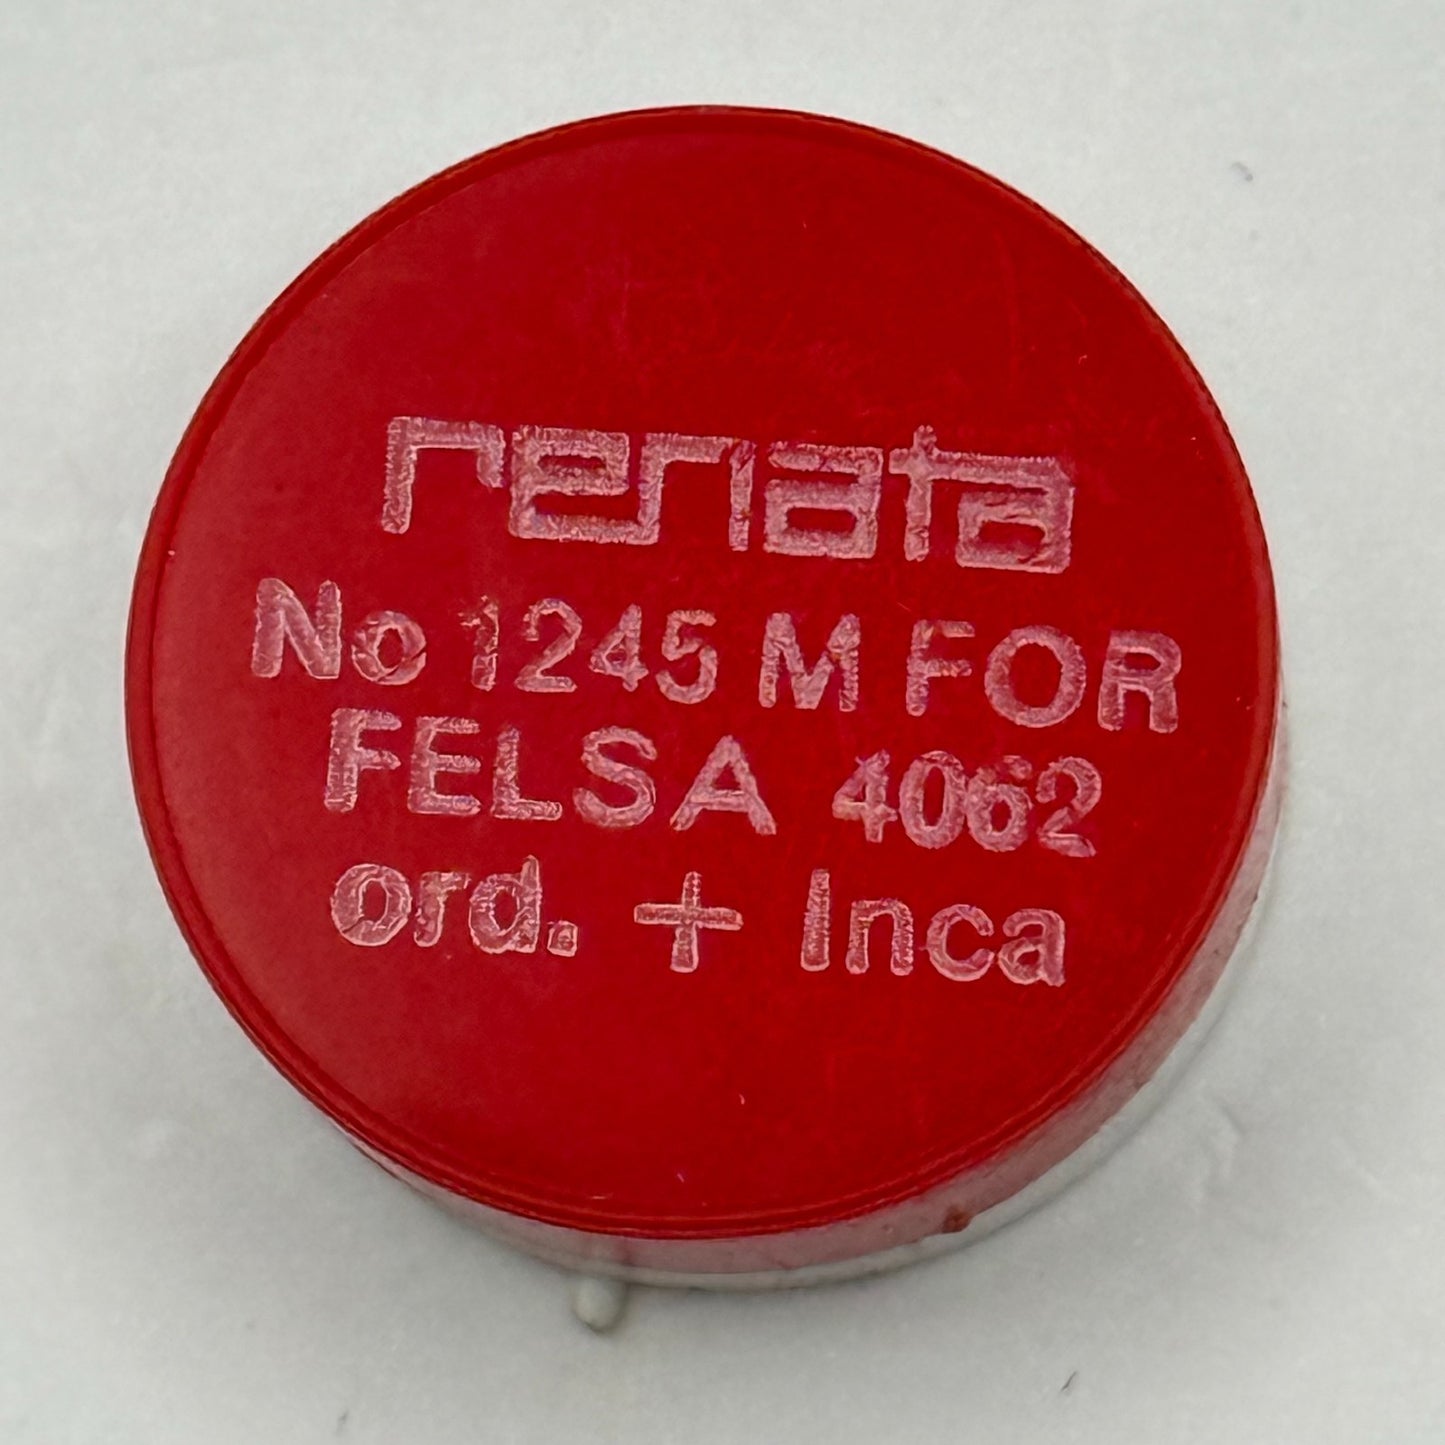 renata
No 1245 M FOR
FELSA 4062
ord. + Inca